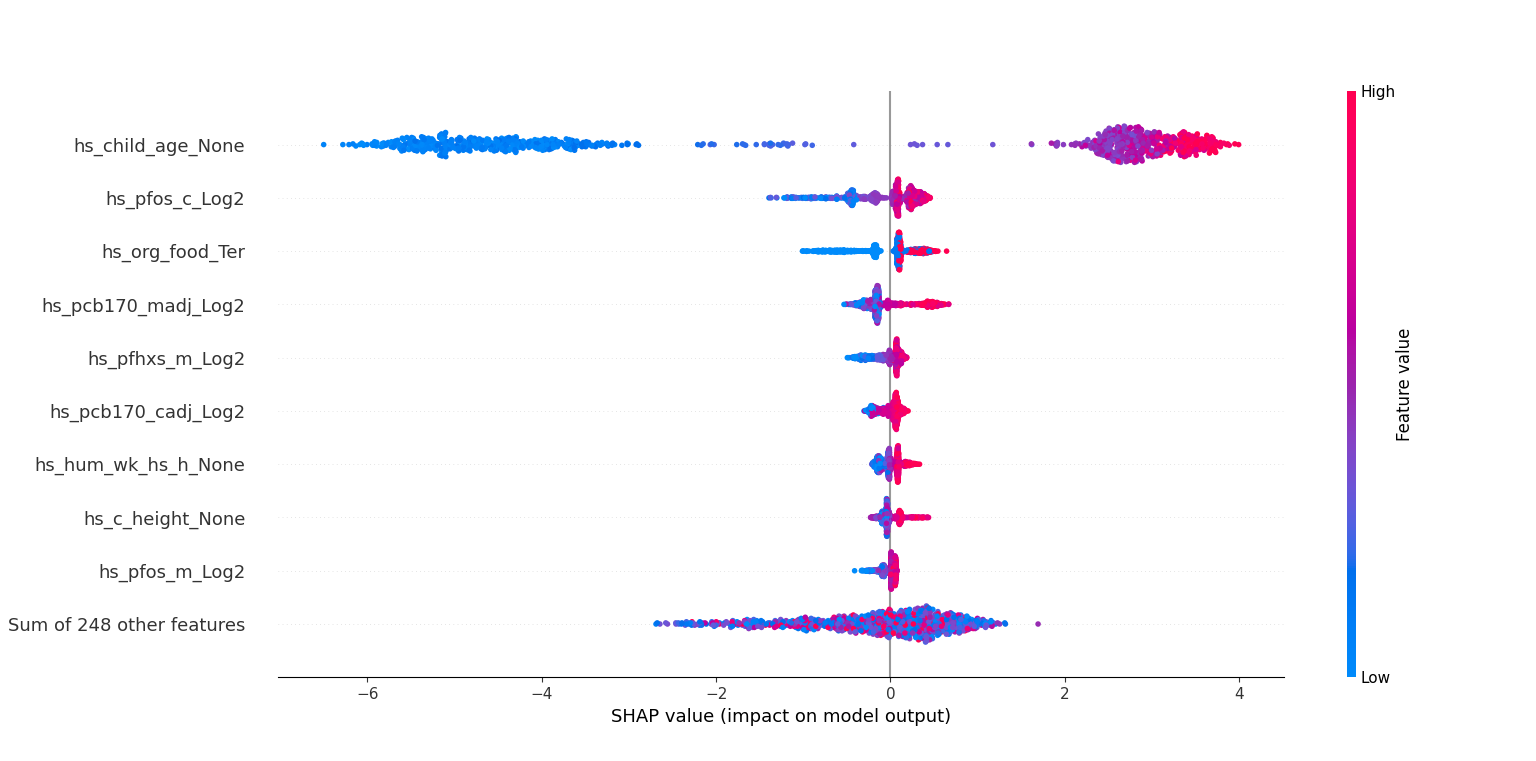 High
hs_child_age_None
hs_pfos_c_Log2
hs_org_food_Ter
hs_pcb170_madj_Log2
hs_pfhxs_m_Log2
hs_pcb170_cadj_Log2
hs_hum_wk_hs_h_None
hs_c_height_None
hs_pfos_m_Log2
Sum of 248 other features
Feature value
Low
−6 −4 −2 0 2 4
SHAP value (impact on model output)